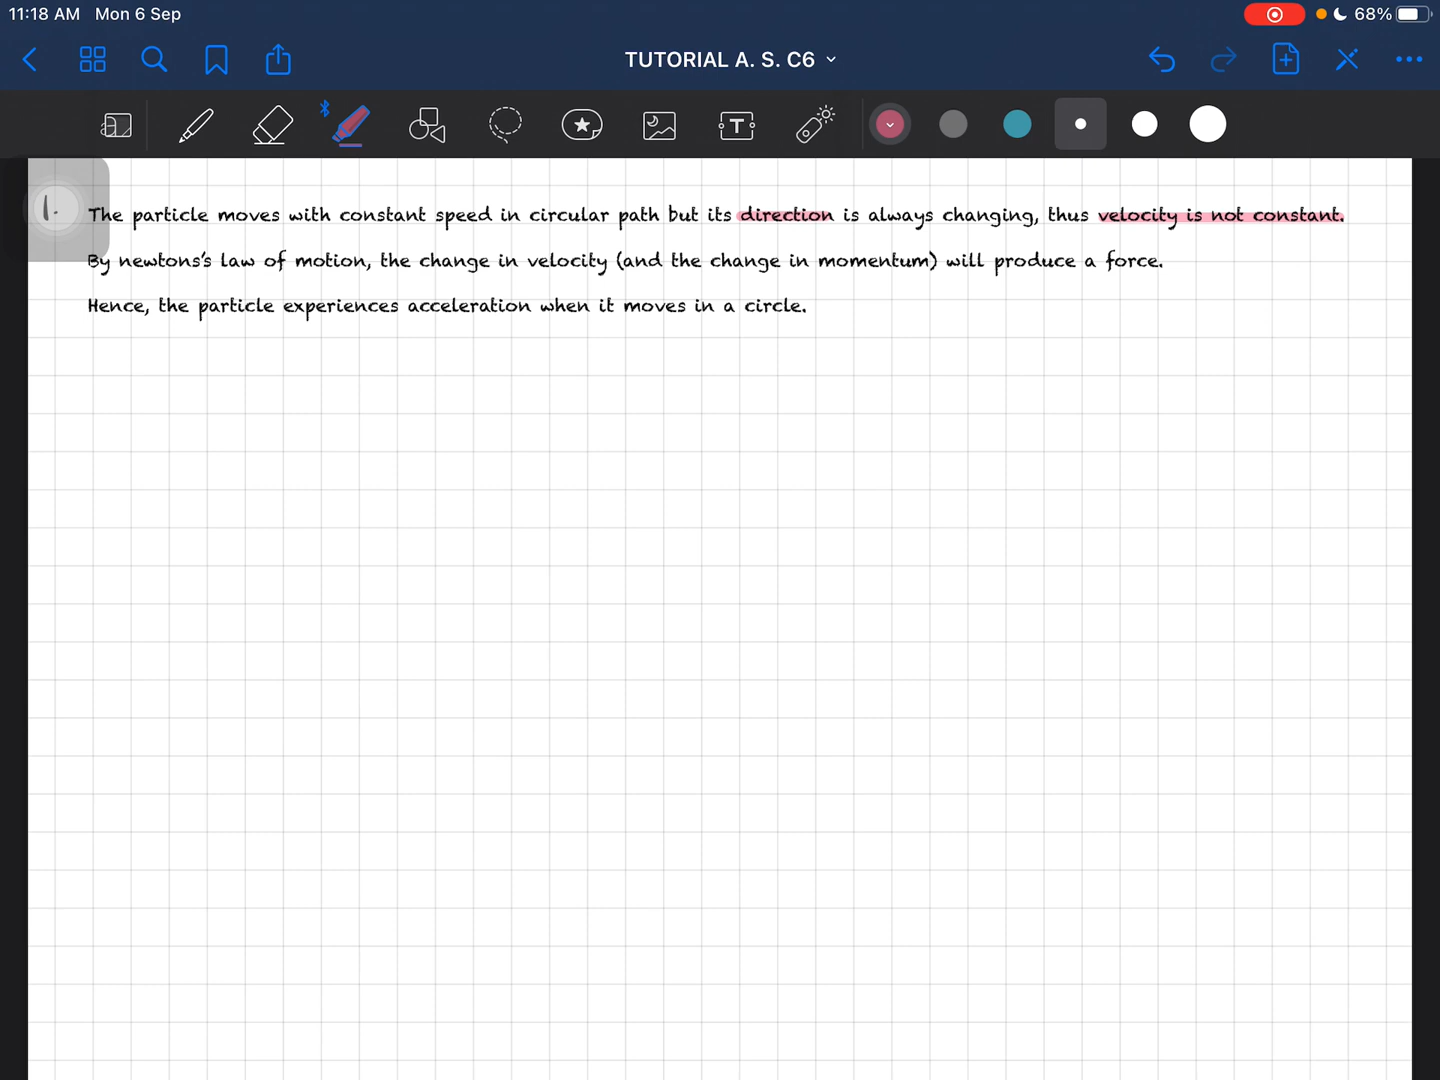 11:18 AM Mon 6 Sep
68%
TUTORIAL A. S. C6
T
1. The particle moves with constant speed in circular path but its direction is always changing, thus velocity is not constant.
By newtons's law of motion, the change in velocity (and the change in momentum) will produce a force.
Hence, the particle experiences acceleration when it moves in a circle.